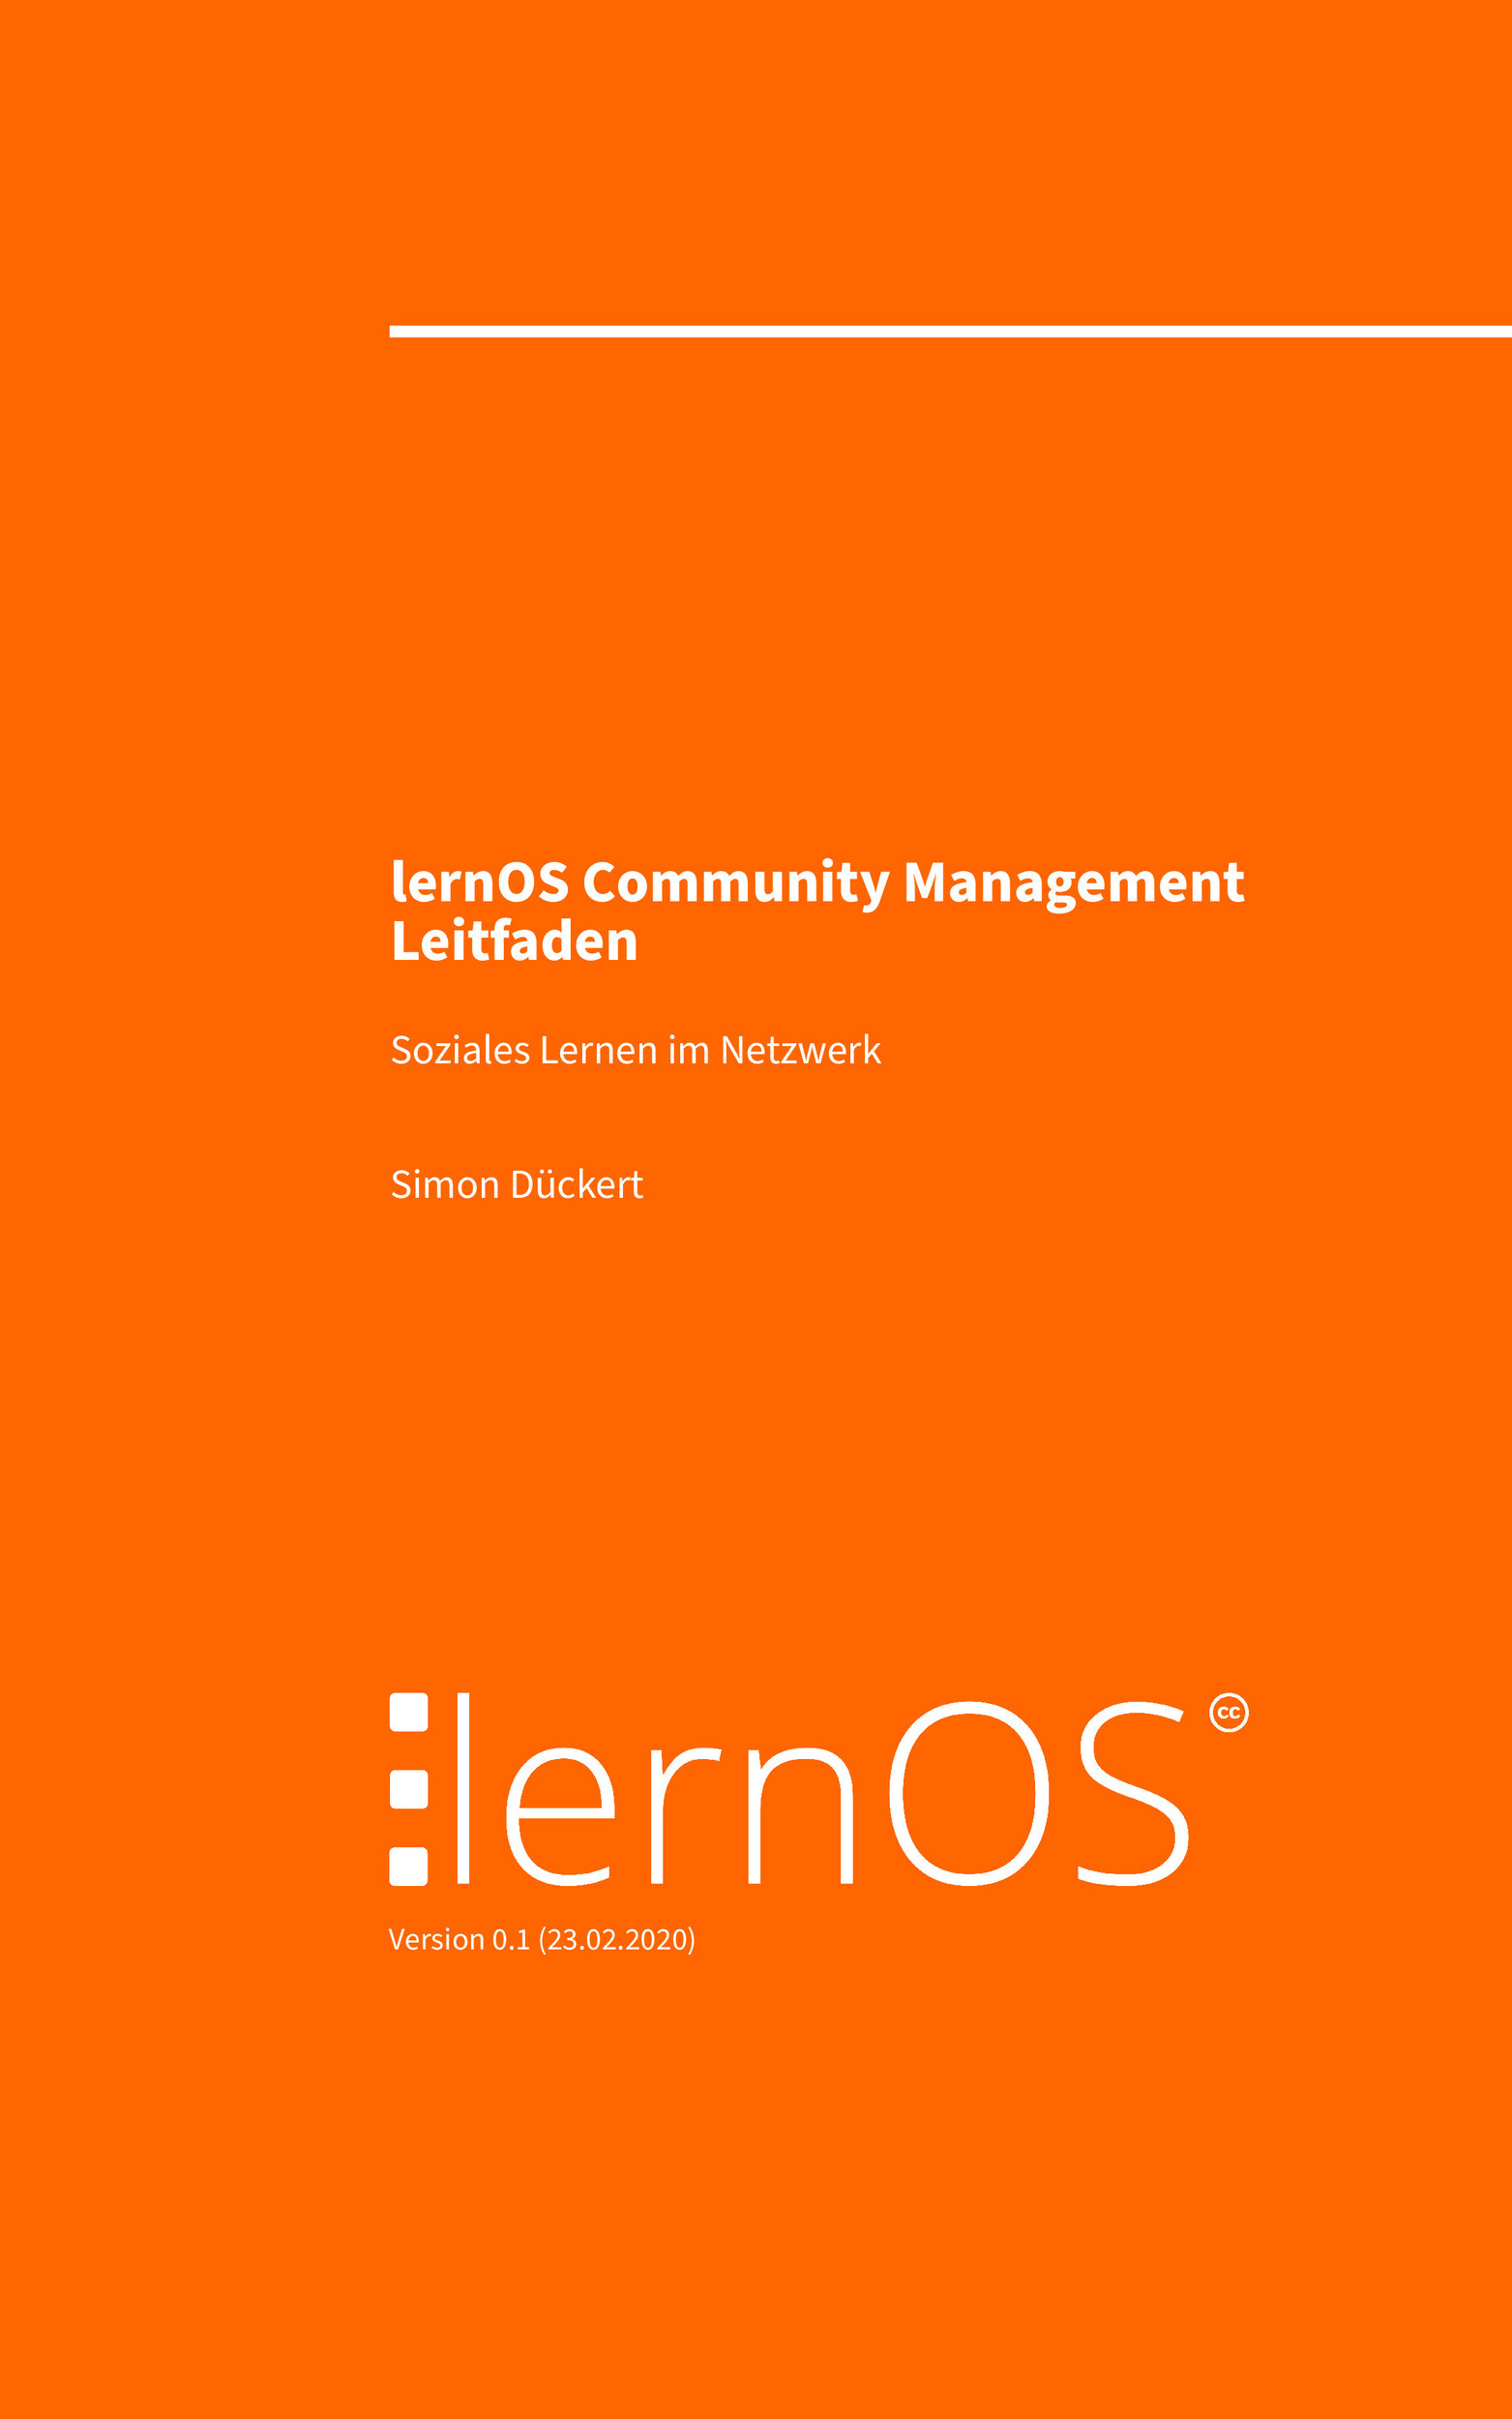 lernOS Community Management
Leitfaden
Soziales Lernen im Netzwerk
Simon Dückert
lernOS cc
Version 0.1 (23.02.2020)